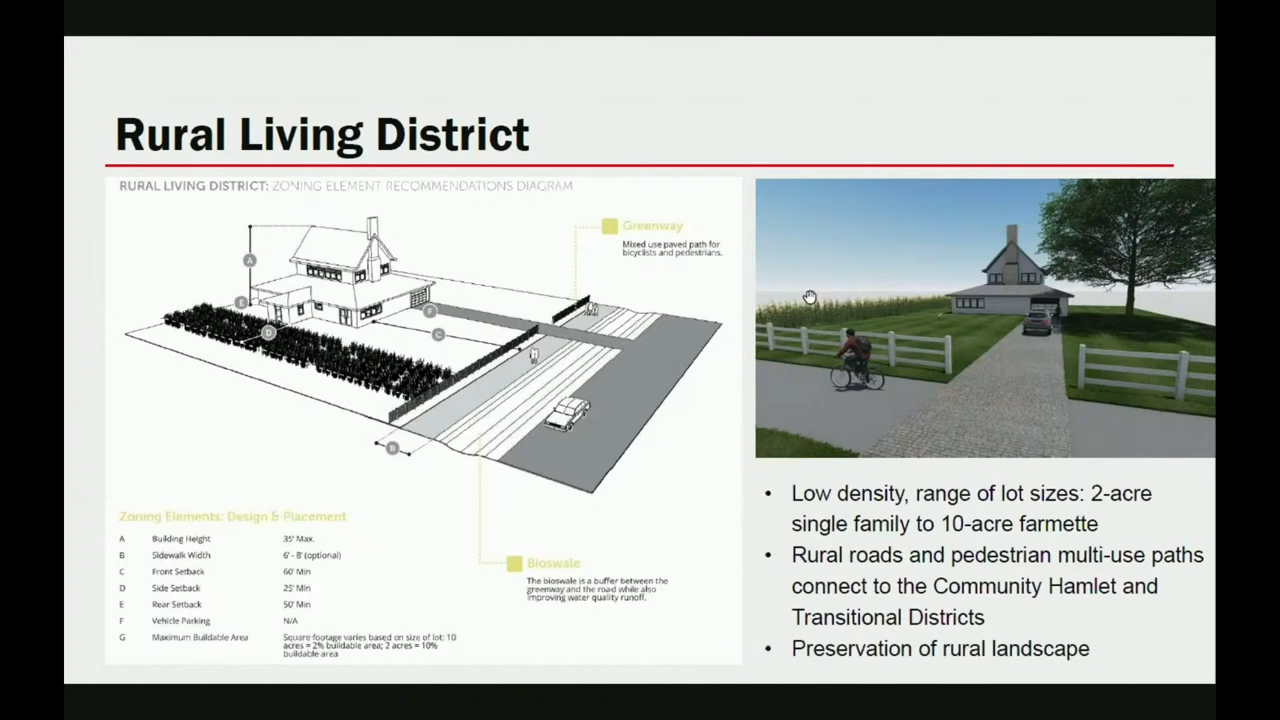 Rural Living District
RURAL LIVING DISTRICT: ZONING ELEMENT RECOMMENDATIONS DIAGRAM
Greenway
Mixed use paved path for
bicyclists and pedestrians.
A
E
D
F
C
B
Zoning Elements: Design & Placement
A Building Height 35' Max.
B Sidewalk Width 6' - 8' (optional)
C Front Setback 60' Min
D Side Setback 25' Min
E Rear Setback 50' Min
F Vehicle Parking N/A
G Maximum Buildable Area Square footage varies based on size of lot: 10
acres = 2% buildable area; 2 acres = 10%
buildable area
Bioswale
The bioswale is a buffer between the
greenway and the road while also
improving water quality runoff.
• Low density, range of lot sizes: 2-acre
single family to 10-acre farmette
• Rural roads and pedestrian multi-use paths
connect to the Community Hamlet and
Transitional Districts
• Preservation of rural landscape